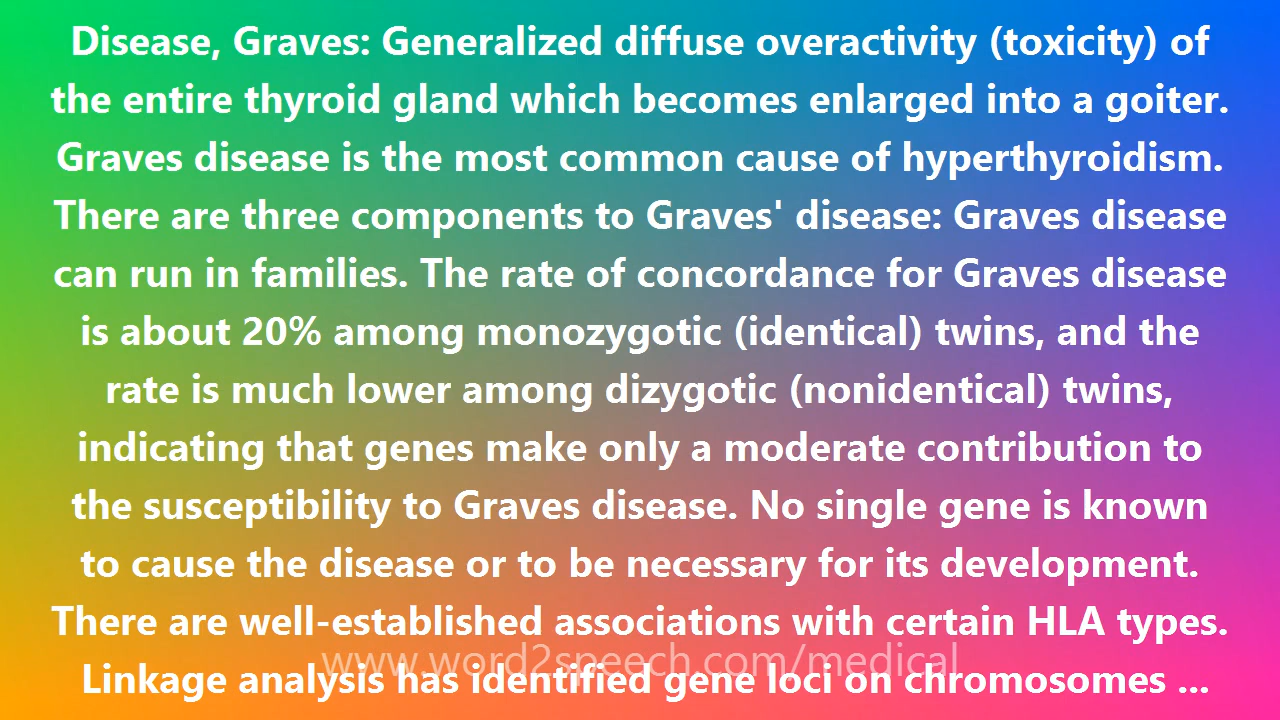 Disease, Graves: Generalized diffuse overactivity (toxicity) of
the entire thyroid gland which becomes enlarged into a goiter.
Graves disease is the most common cause of hyperthyroidism.
There are three components to Graves' disease: Graves disease
can run in families. The rate of concordance for Graves disease
is about 20% among monozygotic (identical) twins, and the
rate is much lower among dizygotic (nonidentical) twins,
indicating that genes make only a moderate contribution to
the susceptibility to Graves disease. No single gene is known
to cause the disease or to be necessary for its development.
There are well-established associations with certain HLA types.
www.word2speech.com/medical
Linkage analysis has identified gene loci on chromosomes ...